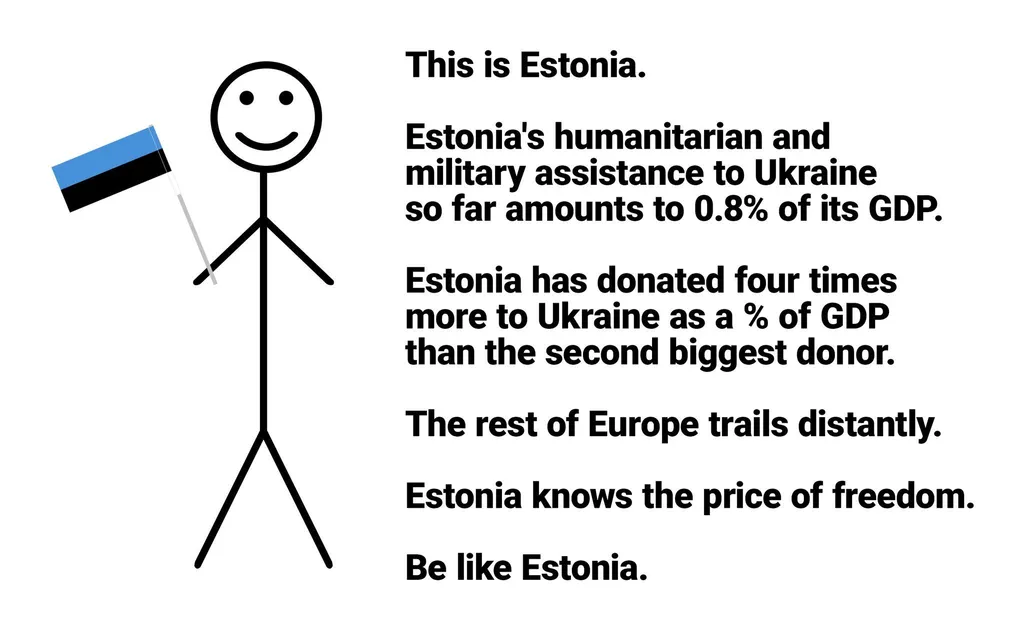 This is Estonia.
Estonia's humanitarian and
military assistance to Ukraine
so far amounts to 0.8% of its GDP.
Estonia has donated four times
more to Ukraine as a % of GDP
than the second biggest donor.
The rest of Europe trails distantly.
Estonia knows the price of freedom.
Be like Estonia.